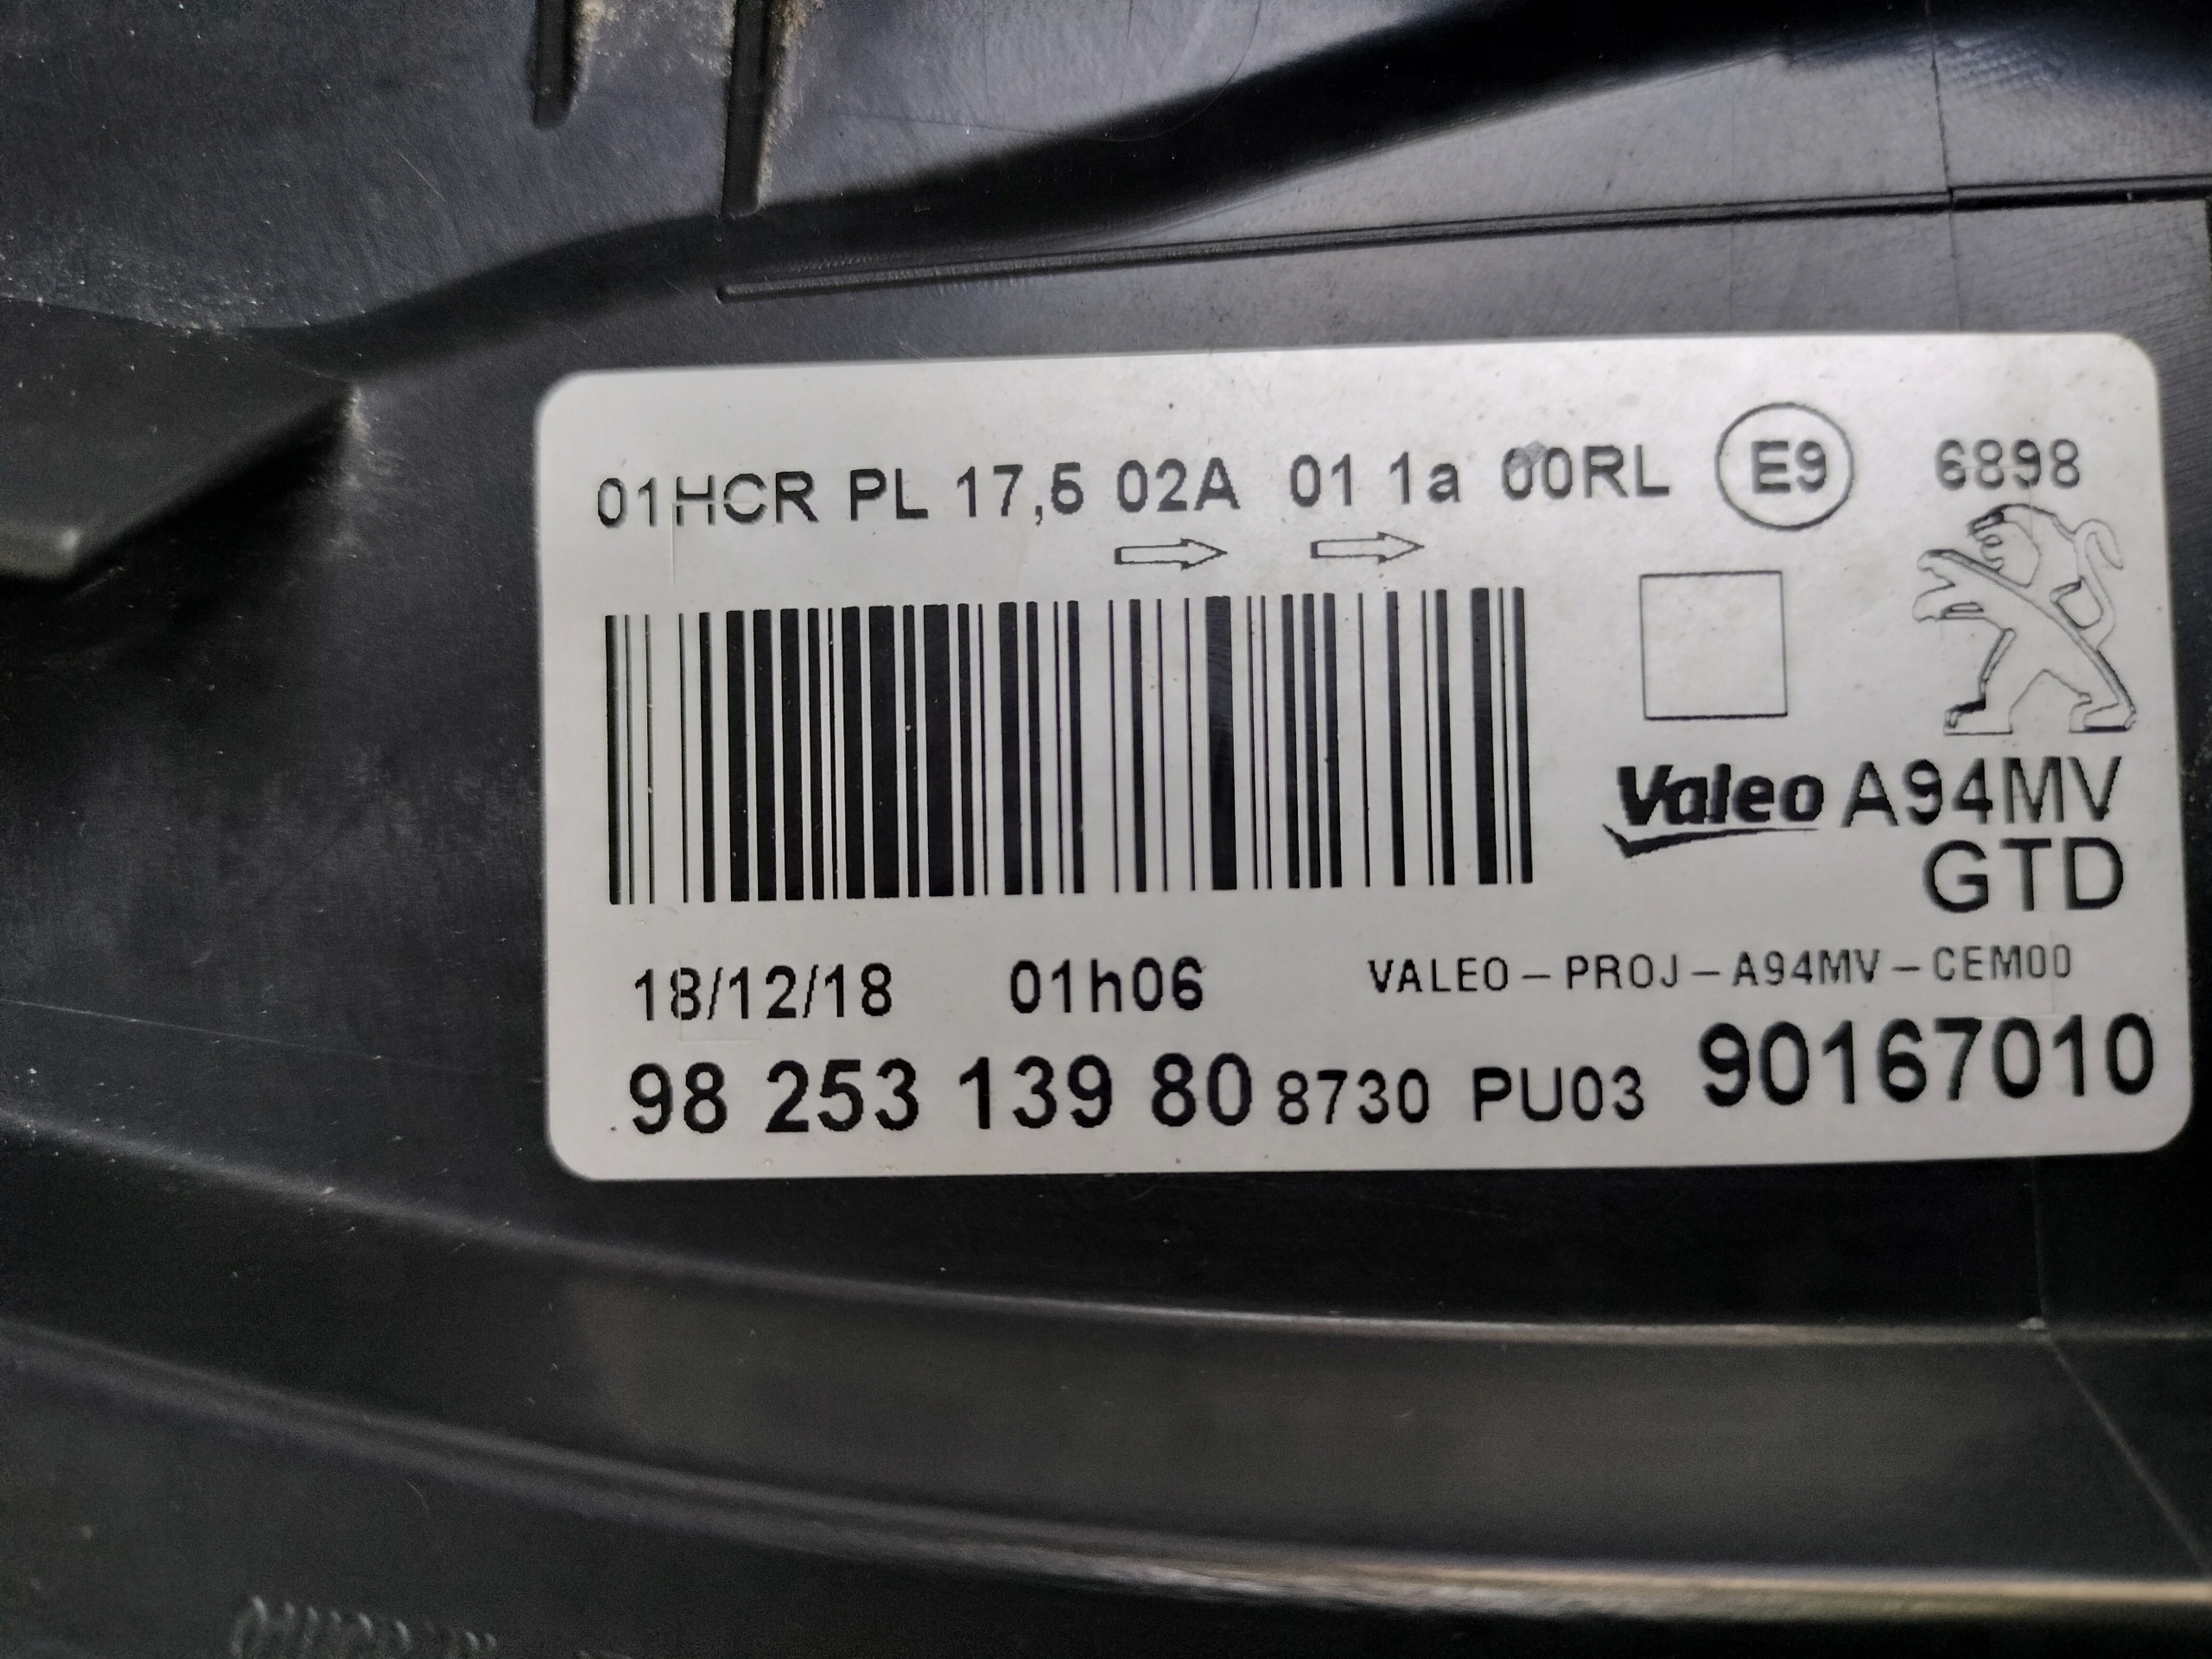 01HCR PL 17,5 02A 01 1a 00RL E9 6898
Valeo A94MV
GTD
18/12/18 01h06 VALEO-PROJ-A94MV-CEM00
98 253 139 80 8730 PU03 90167010